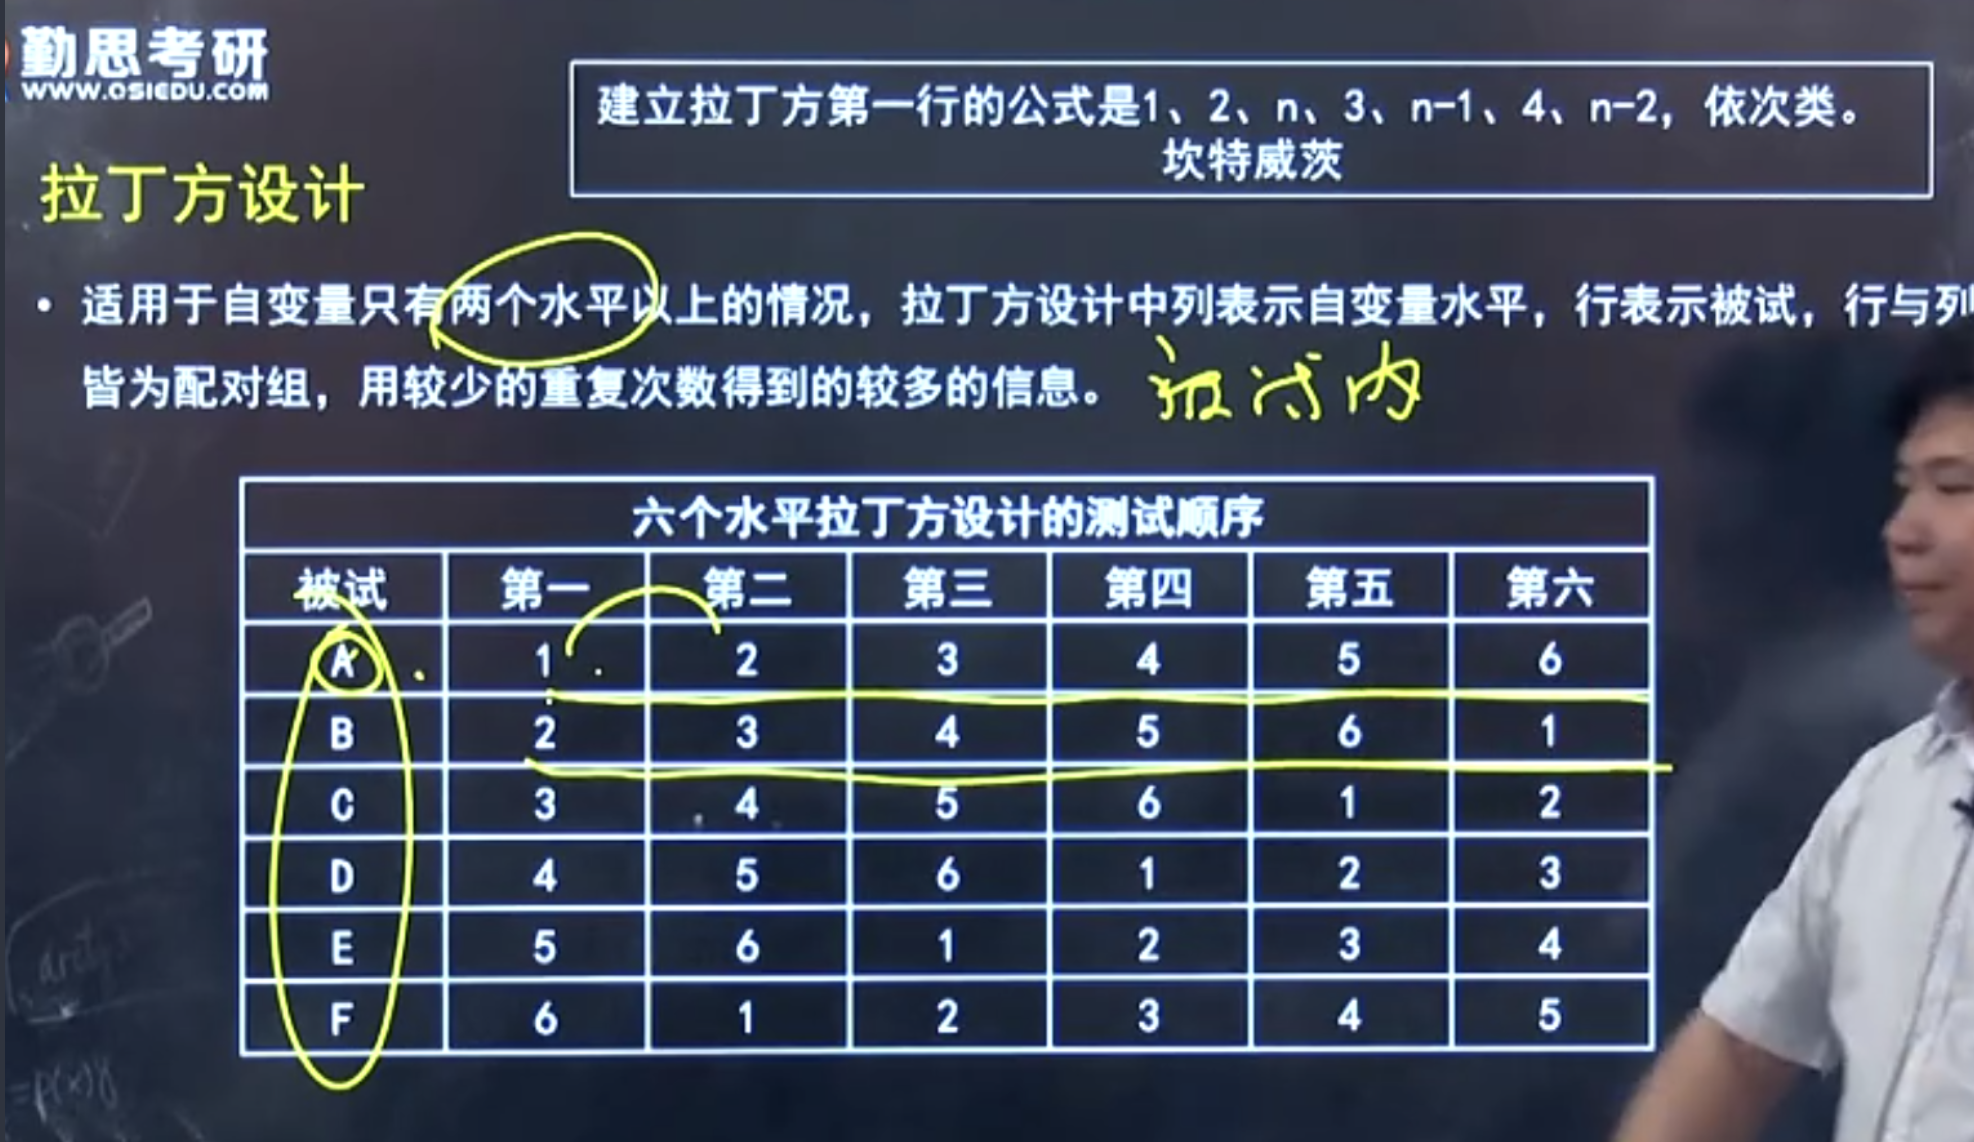 勤思考研
WWW.QSIEDU.COM
建立拉丁方第一行的公式是1、2、n、3、n-1、4、n-2，依次类。
坎特威茨
拉丁方设计
• 适用于自变量只有两个水平以上的情况，拉丁方设计中列表示自变量水平，行表示被试，行与列
皆为配对组，用较少的重复次数得到的较多的信息。 被试内
六个水平拉丁方设计的测试顺序
被试 第一 第二 第三 第四 第五 第六
A 1 2 3 4 5 6
B 2 3 4 5 6 1
C 3 4 5 6 1 2
D 4 5 6 1 2 3
E 5 6 1 2 3 4
F 6 1 2 3 4 5